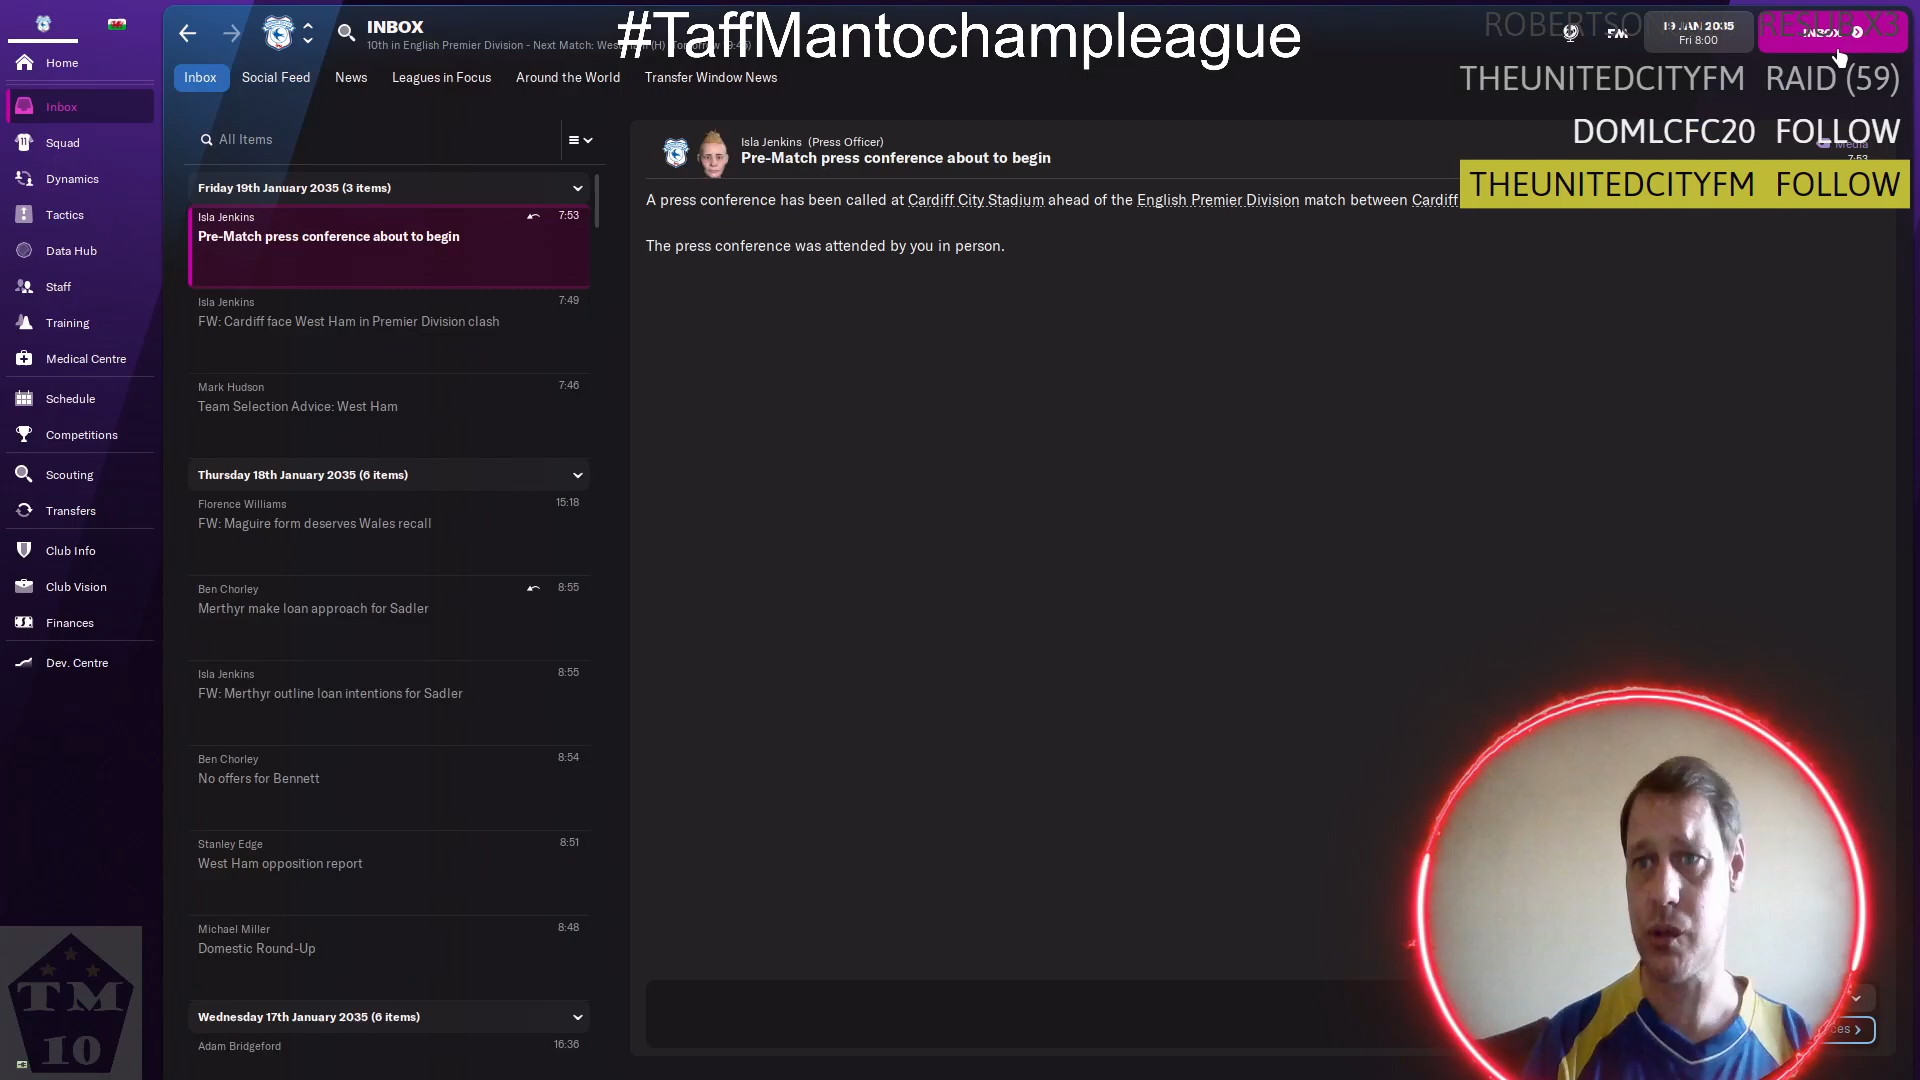 #TaffMantochampleague
INBOX
10th in English Premier Division - Next Match:
19 JAN 2035
Fri 8:00
INBOX
RESUB X3
THEUNITEDCITYFM RAID (59)
DOMLCFC20 FOLLOW
THEUNITEDCITYFM FOLLOW
Home
Inbox
Squad
Dynamics
Tactics
Data Hub
Staff
Training
Medical Centre
Schedule
Competitions
Scouting
Transfers
Club Info
Club Vision
Finances
Dev. Centre
TM
10
Inbox Social Feed News Leagues in Focus Around the World Transfer Window News
All Items
Friday 19th January 2035 (3 items)
Isla Jenkins 7:53
Pre-Match press conference about to begin
Isla Jenkins 7:49
FW: Cardiff face West Ham in Premier Division clash
Mark Hudson 7:46
Team Selection Advice: West Ham
Thursday 18th January 2035 (6 items)
Florence Williams 15:18
FW: Maguire form deserves Wales recall
Ben Chorley 8:55
Merthyr make loan approach for Sadler
Isla Jenkins 8:55
FW: Merthyr outline loan intentions for Sadler
Ben Chorley 8:54
No offers for Bennett
Stanley Edge 8:51
West Ham opposition report
Michael Miller 8:48
Domestic Round-Up
Wednesday 17th January 2035 (6 items)
Adam Bridgeford 16:36
Isla Jenkins (Press Officer)
Pre-Match press conference about to begin
Media
7:53
A press conference has been called at Cardiff City Stadium ahead of the English Premier Division match between Cardiff
The press conference was attended by you in person.